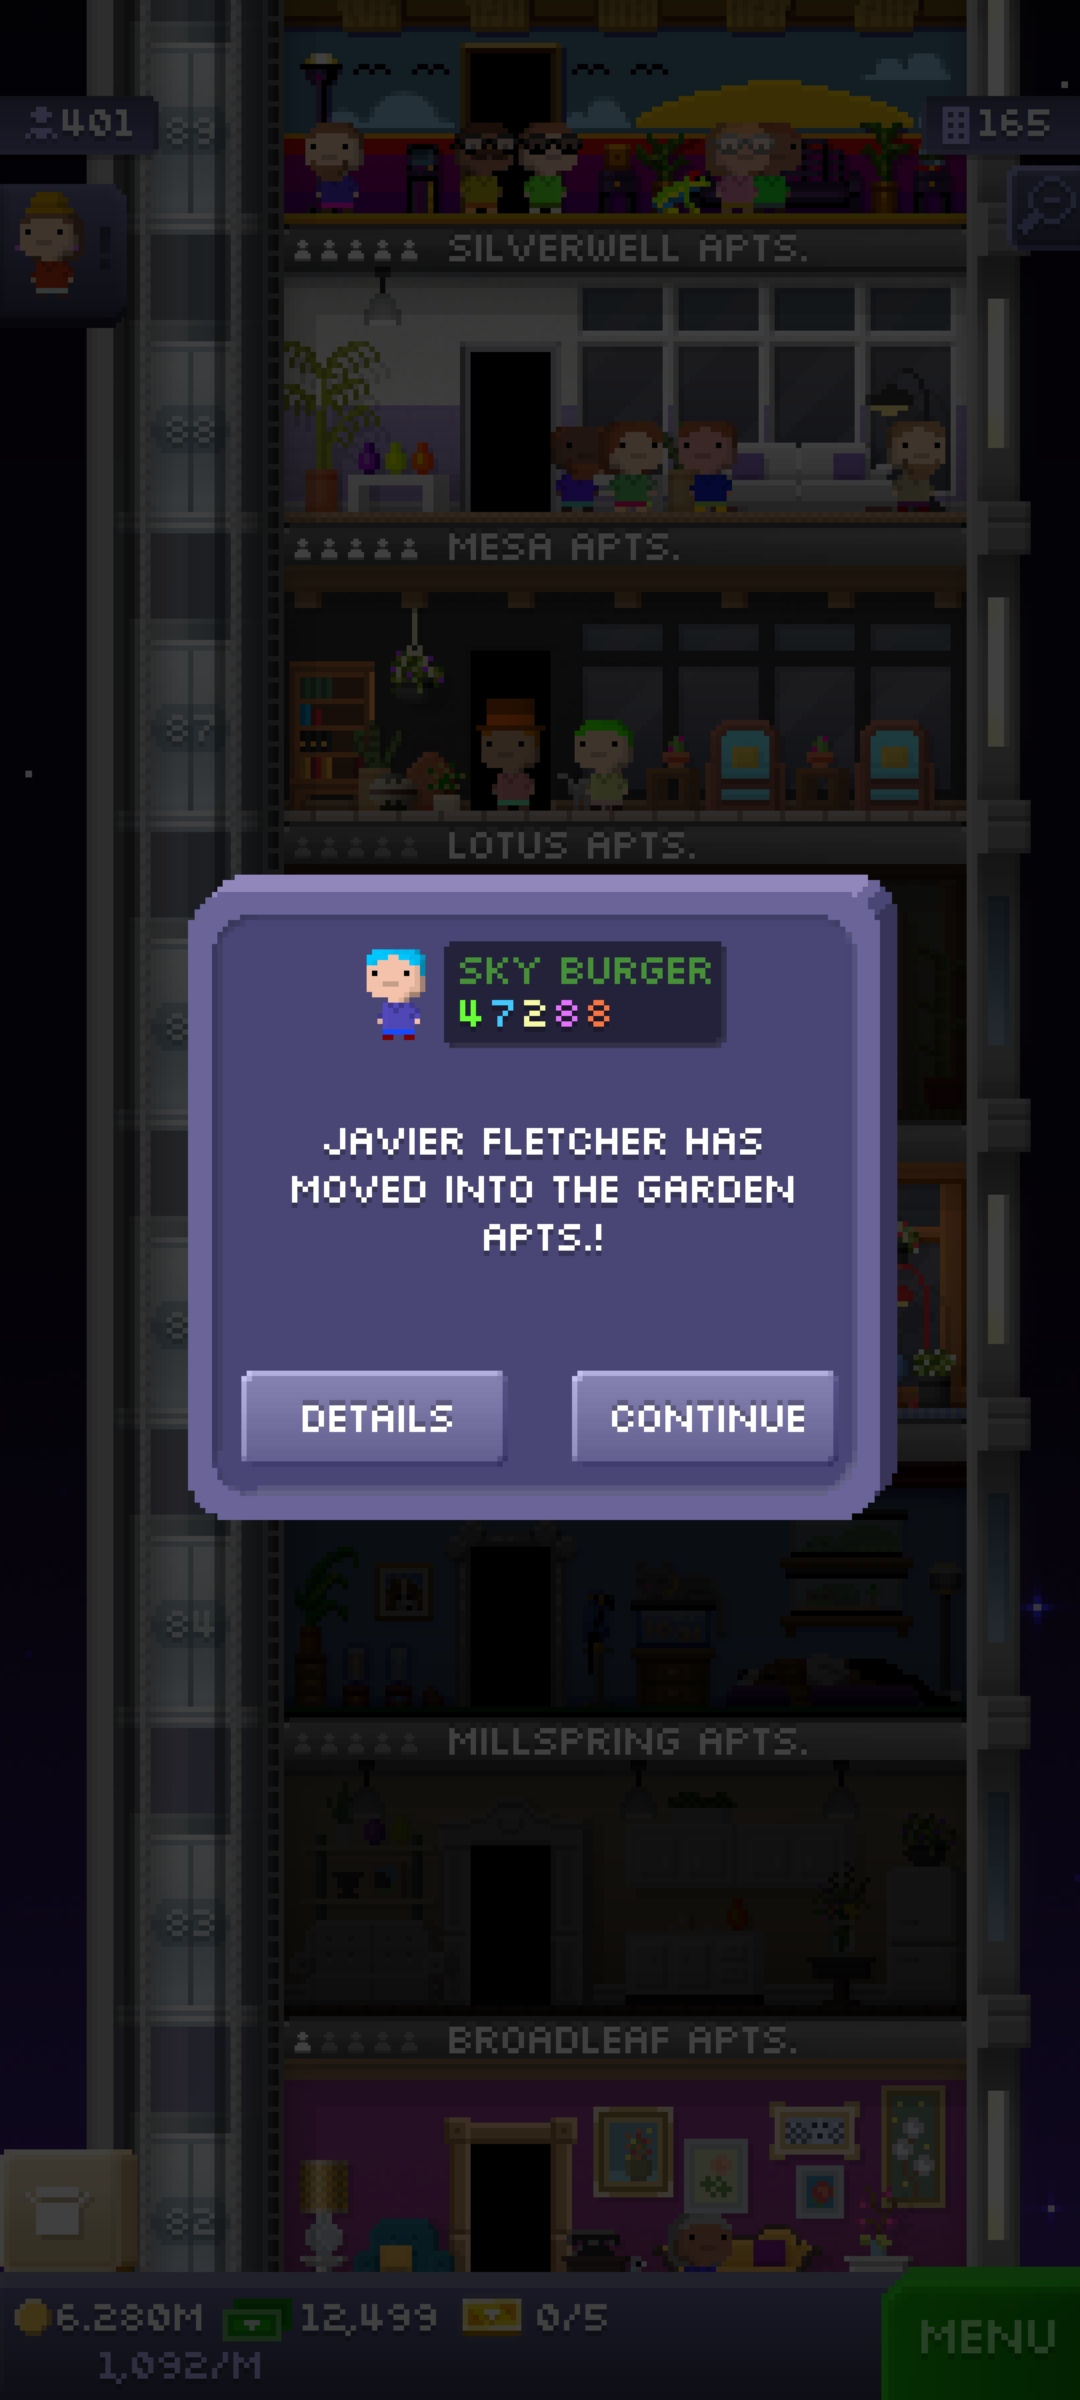 401
165
89
SILVERWELL APTS.
88
MESA APTS.
87
LOTUS APTS.
SKY BURGER
47288
JAVIER FLETCHER HAS
MOVED INTO THE GARDEN
APTS.!
DETAILS
CONTINUE
84
MILLSPRING APTS.
83
BROADLEAF APTS.
82
6.280M
12,499
0/5
MENU
1,092/M